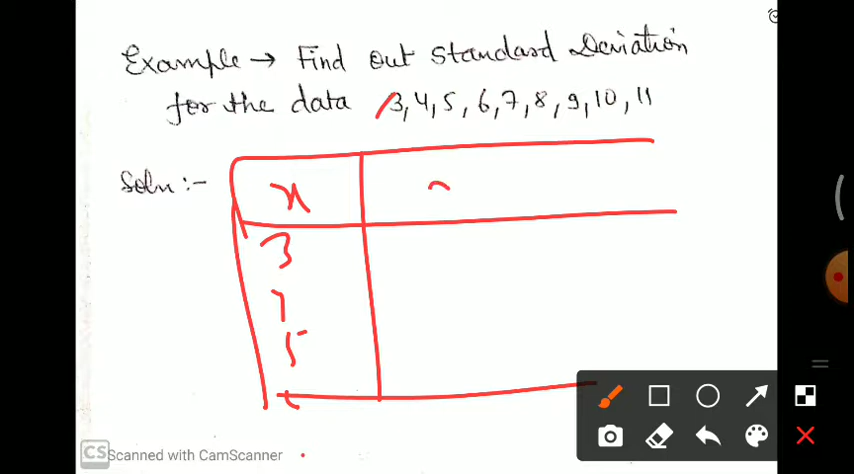 Example → Find out standard Deviation
for the data 3, 4, 5, 6, 7, 8, 9, 10, 11
Soln :-
x
3
5
CS Scanned with CamScanner